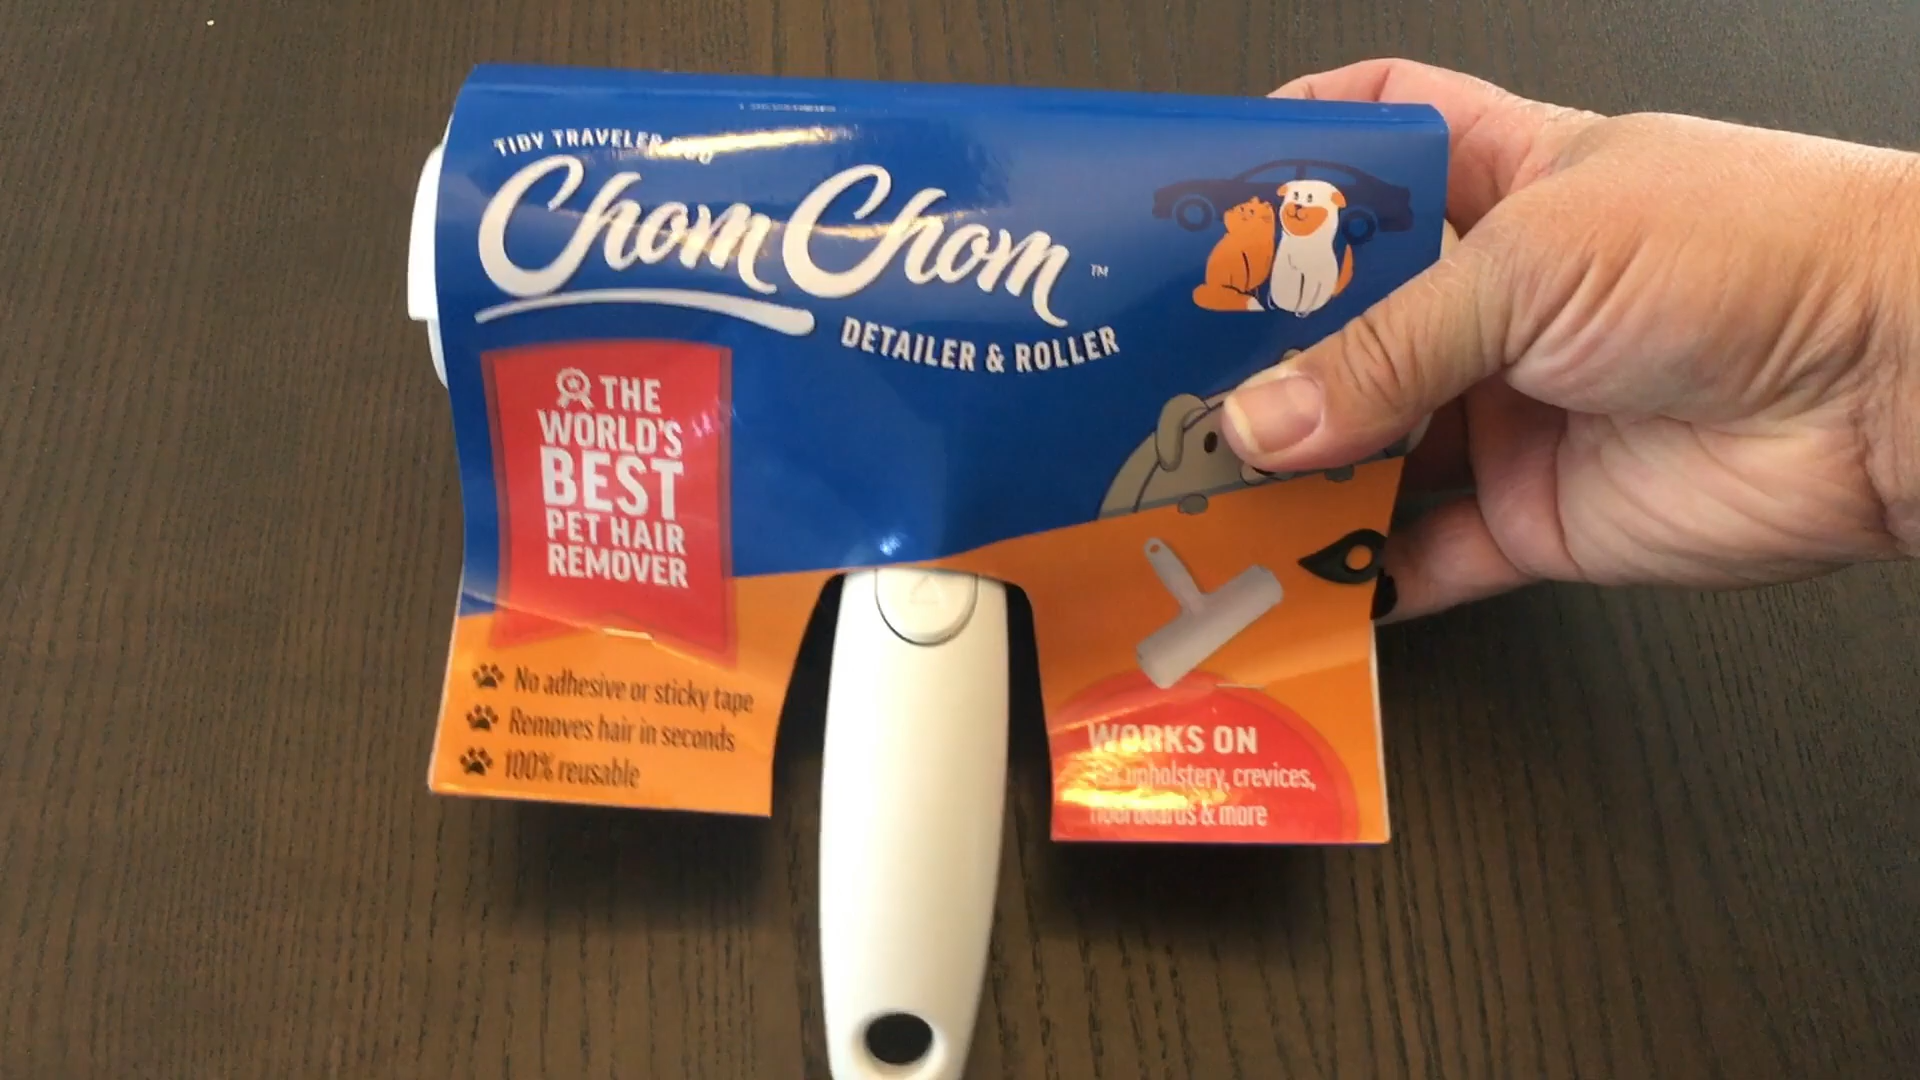 TIDY TRAVELER
Chom Chom ™
DETAILER & ROLLER
THE
WORLD'S
BEST
PET HAIR
REMOVER
No adhesive or sticky tape
Removes hair in seconds
100% reusable
WORKS ON
upholstery, crevices,
& more